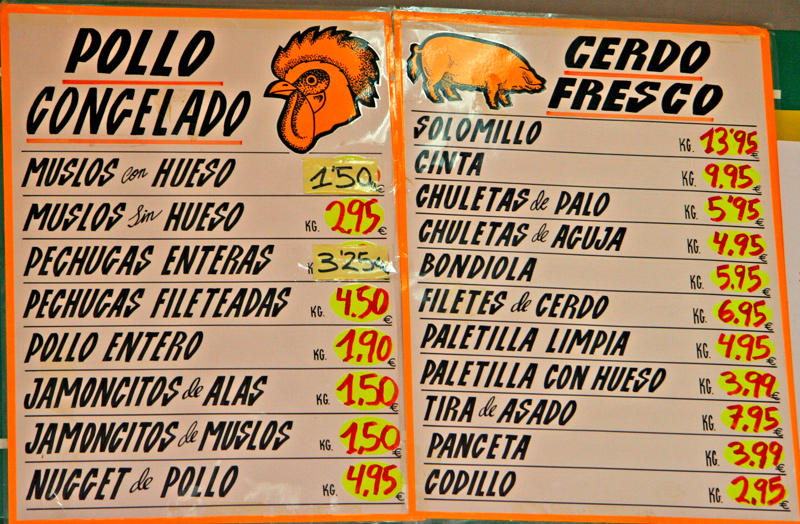 POLLO
CONGELADO
MUSLOS con HUESO 1'50 €
MUSLOS Sin HUESO KG. 2,95 €
PECHUGAS ENTERAS K 3'25
PECHUGAS FILETEADAS KG. 4.50 €
POLLO ENTERO KG. 1,90 €
JAMONCITOS de ALAS KG. 1,50 €
JAMONCITOS de MUSLOS KG. 1,50 €
NUGGET de POLLO KG. 4,95 €
CERDO
FRESCO
SOLOMILLO KG. 13'95
CINTA KG. 9.95 €
CHULETAS de PALO KG. 5'95 €
CHULETAS de AGUJA KG. 4.95 €
BONDIOLA KG. 5.95 €
FILETES de CERDO KG. 6.95 €
PALETILLA LIMPIA KG. 4.95 €
PALETILLA CON HUESO KG. 3,99 €
TIRA de ASADO KG. 7,95 €
PANCETA KG. 3,99 €
CODILLO KG. 2,95 €